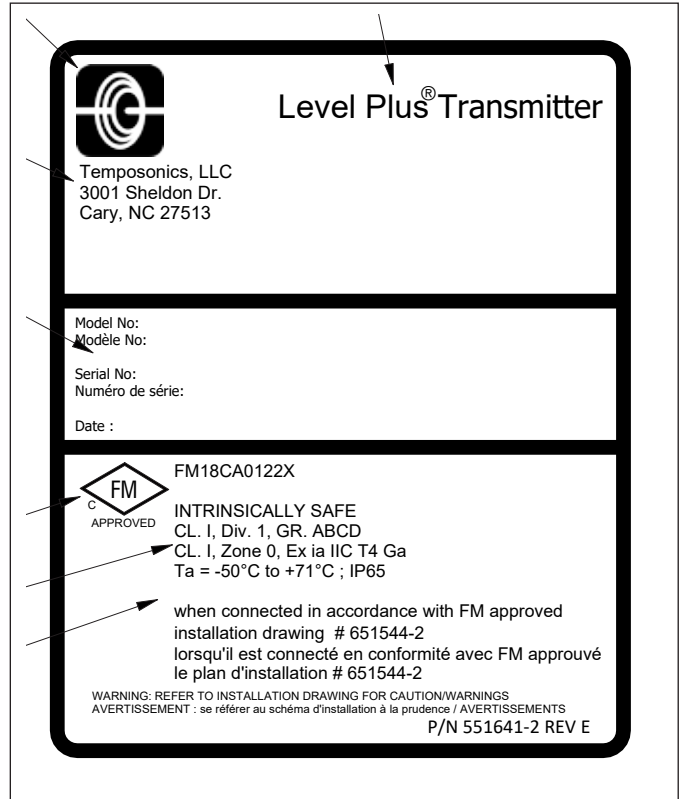 Level Plus® Transmitter
Temposonics, LLC
3001 Sheldon Dr.
Cary, NC 27513
Model No:
Modèle No:
Serial No:
Numéro de série:
Date :
FM
C
APPROVED
FM18CA0122X
INTRINSICALLY SAFE
CL. I, Div. 1, GR. ABCD
CL. I, Zone 0, Ex ia IIC T4 Ga
Ta = -50°C to +71°C ; IP65
when connected in accordance with FM approved
installation drawing # 651544-2
lorsqu'il est connecté en conformité avec FM approuvé
le plan d'installation # 651544-2
WARNING: REFER TO INSTALLATION DRAWING FOR CAUTION/WARNINGS
AVERTISSEMENT : se référer au schéma d'installation à la prudence / AVERTISSEMENTS
P/N 551641-2 REV E